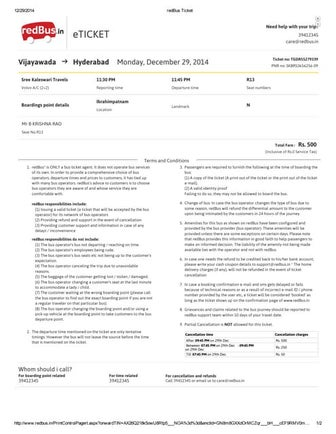 12/29/2014
redBus Ticket
redBus.in
eTICKET
Need help with your trip?
39412345
care@redbus.in
Vijayawada → Hyderabad Monday, December 29, 2014
Sree Kaleswari Travels
11:30 PM
11:45 PM
R13
Volvo A/C (2+2)
Reporting time
Departure time
Seat numbers
Boardings point details
Ibrahimpatnam
N
Location
Landmark
Mr B KRISHNA RAO
Seat No.R13
Total Fare : Rs. 500
(Inclusive of Rs.0 Service Tax)
Terms and Conditions
1. redBus* is ONLY a bus ticket agent. It does not operate bus services
of its own. In order to provide a comprehensive choice of bus
operators, departure times and prices to customers, it has tied up
with many bus operators. redBus's advice to customers is to choose
bus operators they are aware of and whose service they are
comfortable with.
redBus responsibilities include:
(1) Issuing a valid ticket (a ticket that will be accepted by the bus
operator) for its network of bus operators
(2) Providing refund and support in the event of cancellation
(3) Providing customer support and information in case of any
delays / inconvenience
redBus responsibilities do not include:
(1) The bus operator's bus not departing / reaching on time
(2) The bus operator's employees being rude
(3) The bus operator's bus seats etc not being up to the customer's
expectation
(4) The bus operator canceling the trip due to unavoidable
reasons
(5) The baggage of the customer getting lost / stolen / damaged
(6) The bus operator changing a customer's seat at the last minute
to accommodate a lady / child
(7) The customer waiting at the wrong boarding point (please call
the bus operator to find out the exact boarding point if you are not
a regular traveler on that particular bus)
(8) The bus operator changing the boarding point and/or using a
pick-up vehicle at the boarding point to take customers to the bus
departure point
2. The departure time mentioned on the ticket are only tentative
timings. However the bus will not leave the source before the time
that is mentioned on the ticket.
3. Passengers are required to furnish the following at the time of boarding the
bus:
(1) A copy of the ticket (A print out of the ticket or the print out of the ticket
e-mail).
(2) A valid identity proof
Failing to do so, they may not be allowed to board the bus.
4. Change of bus: In case the bus operator changes the type of bus due to
some reason, redBus will refund the differential amount to the customer
upon being intimated by the customers in 24 hours of the journey.
5. Amenities for this bus as shown on redBus have been configured and
provided by the bus provider (bus operator). These amenities will be
provided unless there are some exceptions on certain days. Please note
that redBus provides this information in good faith to help passengers to
make an informed decision. The liability of the amenity not being made
available lies with the operator and not with redBus.
6. In case one needs the refund to be credited back to his/her bank account,
please write your cash coupon details to support@redbus.in * The home
delivery charges (if any), will not be refunded in the event of ticket
cancellation
7. In case a booking confirmation e-mail and sms gets delayed or fails
because of technical reasons or as a result of incorrect e-mail ID / phone
number provided by the user etc, a ticket will be considered 'booked' as
long as the ticket shows up on the confirmation page of www.redbus.in
8. Grievances and claims related to the bus journey should be reported to
redBus support team within 10 days of your travel date.
9. Partial Cancellation is NOT allowed for this ticket.
Cancellation time
Cancellation charges
on 29th Dec
Rs. 500
on 29th Dec
Rs. 250
on 29th Dec
Rs. 50
Whom should i call?
For boarding point related
For time related
For cancellation and refunds
39412345
39412345
Call 39412345 or email us to care@redbus.in
1/2